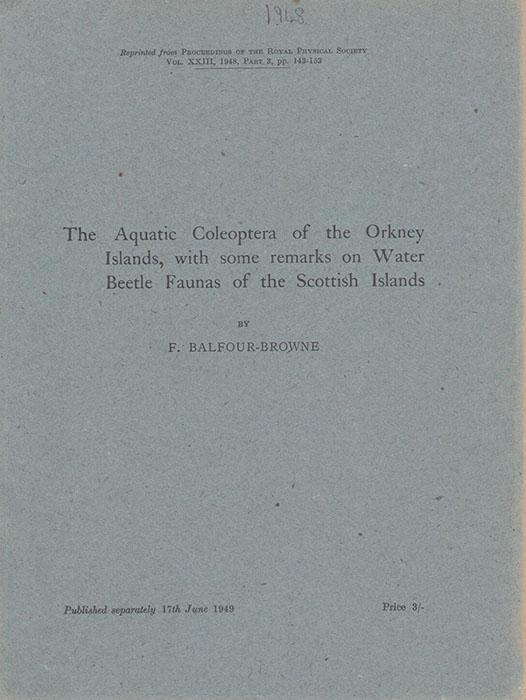 1948
Reprinted from PROCEEDINGS OF THE ROYAL PHYSICAL SOCIETY
VOL. XXIII, 1948, PART 3, pp. 143-153
The Aquatic Coleoptera of the Orkney
Islands, with some remarks on Water
Beetle Faunas of the Scottish Islands
BY
F. BALFOUR-BROWNE
Published separately 17th June 1949
Price 3/-